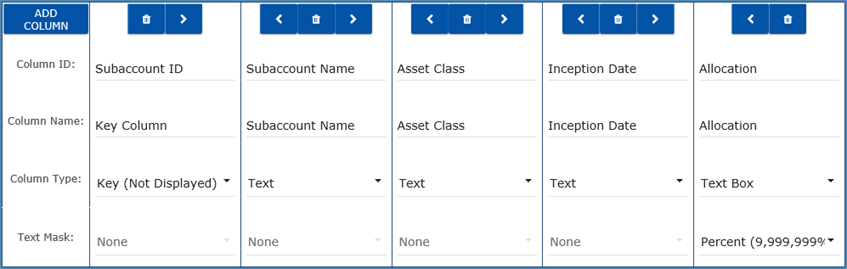 ADD
COLUMN
Column ID: Subaccount ID Subaccount Name Asset Class Inception Date Allocation
Column Name: Key Column Subaccount Name Asset Class Inception Date Allocation
Column Type: Key (Not Displayed) Text Text Text Text Box
Text Mask: None None None None Percent (9,999,999%